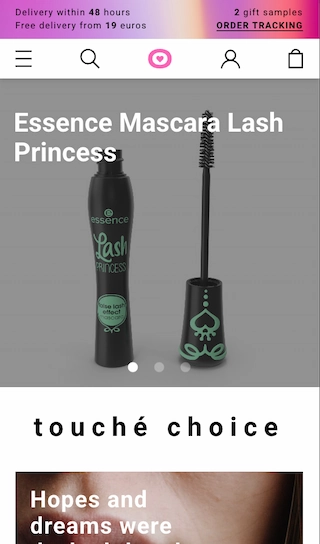 Delivery within 48 hours
2 gift samples
Free delivery from 19 euros
ORDER TRACKING
Essence Mascara Lash
Princess
essence
Lash
PRINCESS
false lash
effect
touché choice
Hopes and
dreams were